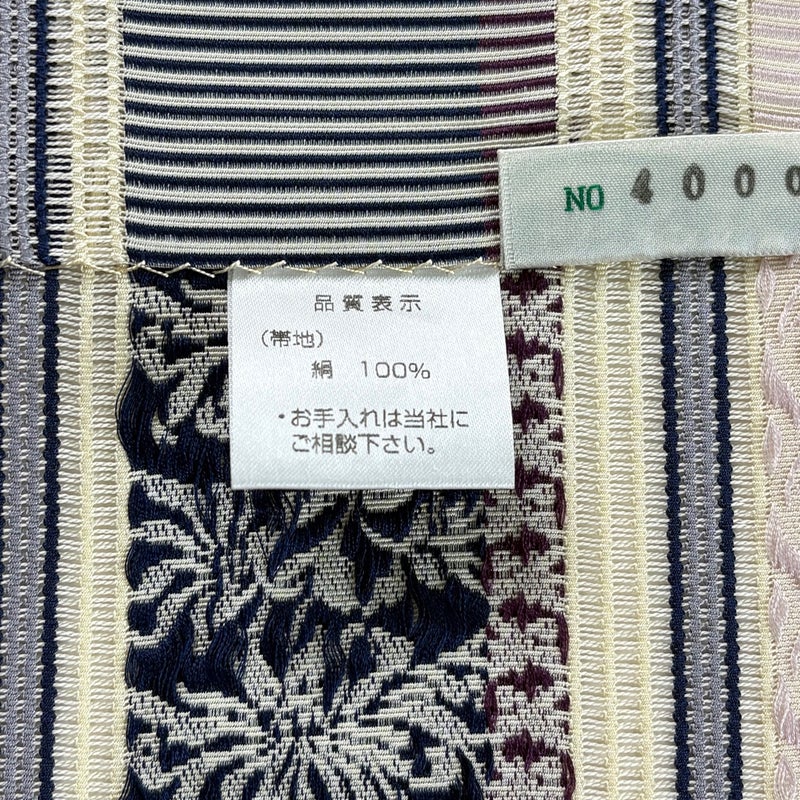 NO 4000
品質表示
(帯地)
絹 100%
・お手入れは当社に
ご相談下さい。